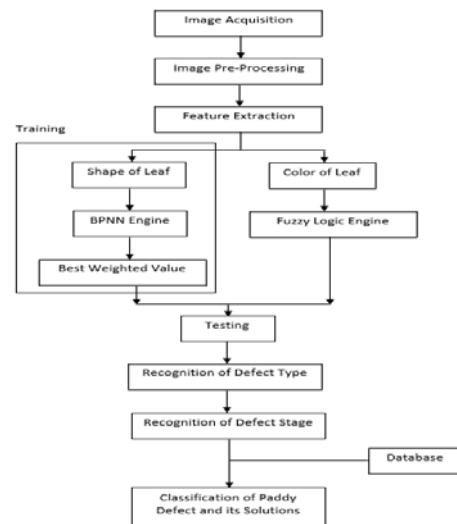 Image Acquisition
Image Pre-Processing
Feature Extraction
Training
Shape of Leaf
Color of Leaf
BPNN Engine
Fuzzy Logic Engine
Best Weighted Value
Testing
Recognition of Defect Type
Recognition of Defect Stage
Database
Classification of Paddy
Defect and its Solutions